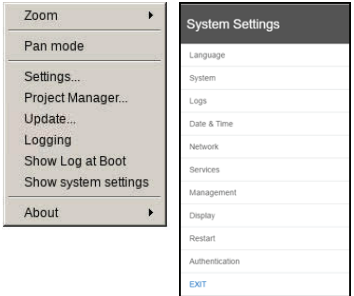 Zoom
Pan mode
Settings...
Project Manager...
Update...
Logging
Show Log at Boot
Show system settings
About
System Settings
Language
System
Logs
Date & Time
Network
Services
Management
Display
Restart
Authentication
EXIT